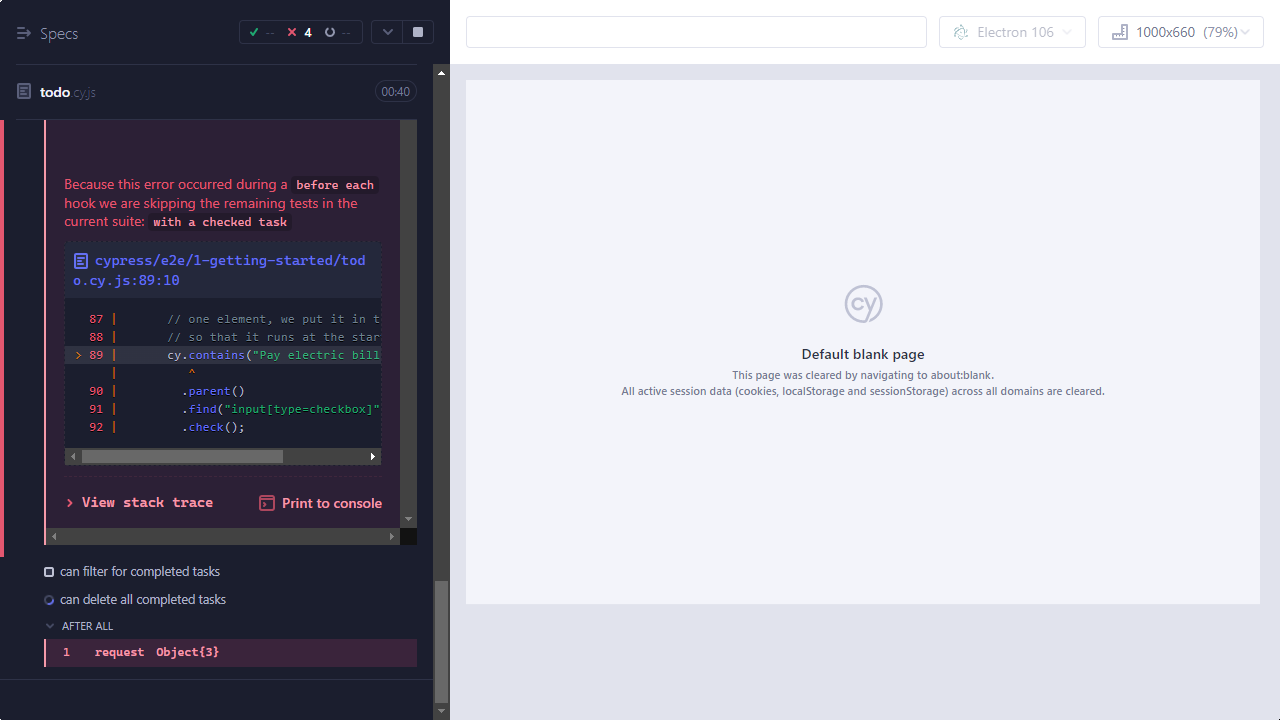 Specs
-- 4 --
Electron 106
1000x660 (79%)
todo.cy.js
00:40
Because this error occurred during a before each
hook we are skipping the remaining tests in the
current suite: with a checked task
cypress/e2e/1-getting-started/tod
o.cy.js:89:10
87 | // one element, we put it in t
88 | // so that it runs at the star
> 89 | cy.contains("Pay electric bill
| ^
90 | .parent()
91 | .find("input[type=checkbox]"
92 | .check();
View stack trace
Print to console
can filter for completed tasks
can delete all completed tasks
AFTER ALL
1 request Object{3}
cy
Default blank page
This page was cleared by navigating to about:blank.
All active session data (cookies, localStorage and sessionStorage) across all domains are cleared.